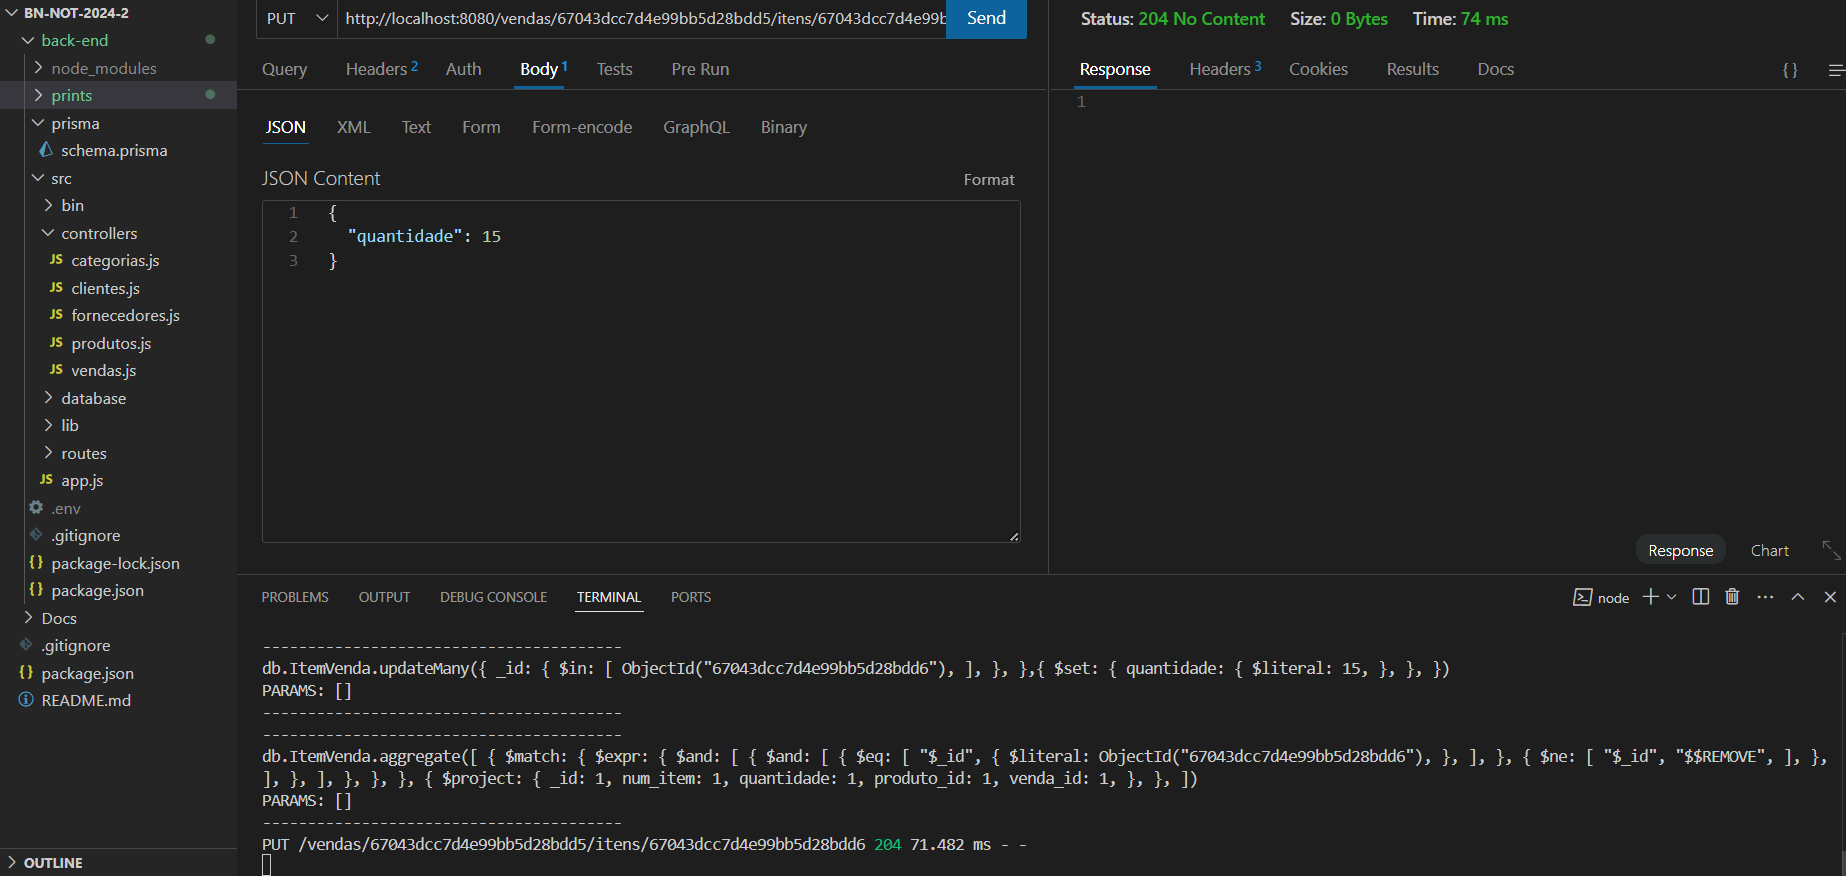 BN-NOT-2024-2
back-end
node_modules
prints
prisma
schema.prisma
src
bin
controllers
JS categorias.js
JS clientes.js
JS fornecedores.js
JS produtos.js
JS vendas.js
database
lib
routes
JS app.js
.env
.gitignore
{} package-lock.json
{} package.json
Docs
.gitignore
{} package.json
README.md
OUTLINE
PUT http://localhost:8080/vendas/67043dcc7d4e99bb5d28bdd5/itens/67043dcc7d4e99b Send
Query Headers 2 Auth Body 1 Tests Pre Run
JSON XML Text Form Form-encode GraphQL Binary
JSON Content Format
1 {
2 "quantidade": 15
3 }
Status: 204 No Content Size: 0 Bytes Time: 74 ms
Response Headers 3 Cookies Results Docs {}
1
Response Chart
PROBLEMS OUTPUT DEBUG CONSOLE TERMINAL PORTS node
----------------------------------------
db.ItemVenda.updateMany({ _id: { $in: [ ObjectId("67043dcc7d4e99bb5d28bdd6"), ], }, },{ $set: { quantidade: { $literal: 15, }, }, })
PARAMS: []
----------------------------------------
----------------------------------------
db.ItemVenda.aggregate([ { $match: { $expr: { $and: [ { $and: [ { $eq: [ "$_id", { $literal: ObjectId("67043dcc7d4e99bb5d28bdd6"), }, ], }, { $ne: [ "$_id", "$$REMOVE", ], },
], }, ], }, }, }, { $project: { _id: 1, num_item: 1, quantidade: 1, produto_id: 1, venda_id: 1, }, }, ])
PARAMS: []
----------------------------------------
PUT /vendas/67043dcc7d4e99bb5d28bdd5/itens/67043dcc7d4e99bb5d28bdd6 204 71.482 ms - -